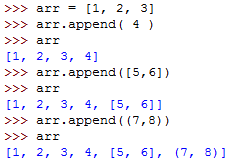 >>> arr = [1, 2, 3]
>>> arr.append( 4 )
>>> arr
[1, 2, 3, 4]
>>> arr.append([5,6])
>>> arr
[1, 2, 3, 4, [5, 6]]
>>> arr.append((7,8))
>>> arr
[1, 2, 3, 4, [5, 6], (7, 8)]